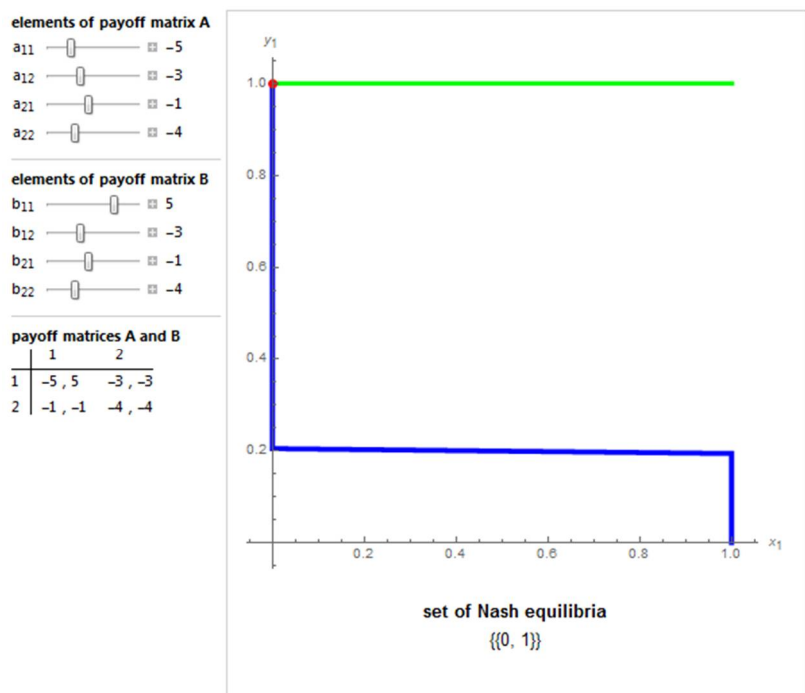 elements of payoff matrix A
a11 −5
a12 −3
a21 −1
a22 −4
elements of payoff matrix B
b11 5
b12 −3
b21 −1
b22 −4
payoff matrices A and B
1 2
1 −5 , 5 −3 , −3
2 −1 , −1 −4 , −4
y1
1.0
0.8
0.6
0.4
0.2
0.2 0.4 0.6 0.8 1.0 x1
set of Nash equilibria
{{0, 1}}